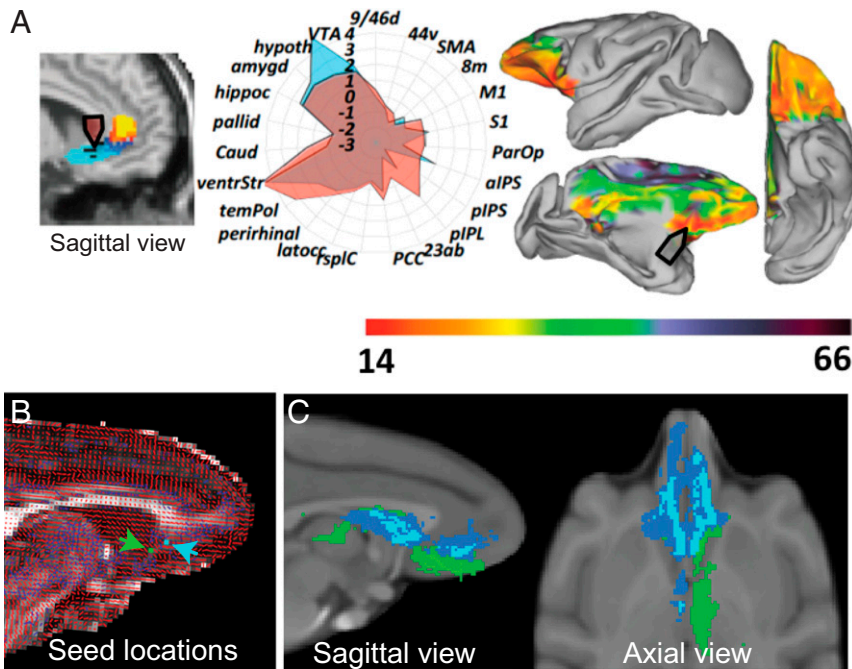 A
9/46d
44v
SMA
8m
M1
S1
ParOp
aIPS
pIPS
pIPL
23ab
PCC
rsplC
latocc
perirhinal
temPol
ventrStr
Caud
pallid
hippoc
amygd
hypoth
VTA
4
3
2
1
0
-1
-2
-3
Sagittal view
14
66
B
Seed locations
C
Sagittal view
Axial view